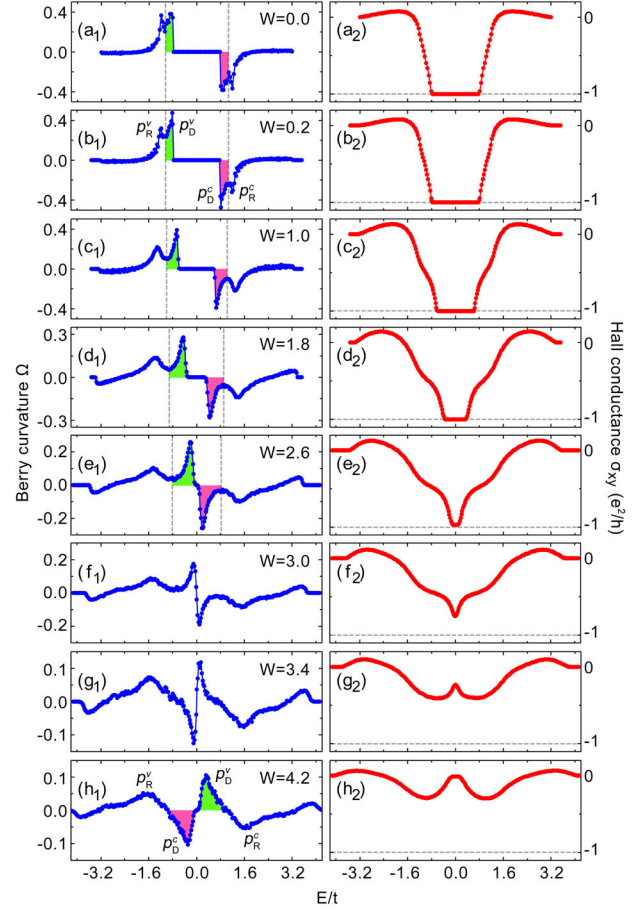 (a1) W=0.0 (a2)
0.4 0
0.0
-0.4 -1
(b1) W=0.2 (b2)
0.4 0
p_R^v p_D^v
0.0
p_D^c p_R^c
-0.4 -1
(c1) W=1.0 (c2)
0.4 0
0.0
-0.4 -1
(d1) W=1.8 (d2)
0.3 0
0.0
-0.3 -1
(e1) W=2.6 (e2)
0.2 0
0.0
-0.2 -1
(f1) W=3.0 (f2)
0.2 0
0.0
-0.2 -1
(g1) W=3.4 (g2)
0.1 0
0.0
-0.1 -1
(h1) W=4.2 (h2)
0.1 0
p_R^v p_D^v
0.0
p_D^c p_R^c
-0.1 -1
-3.2 -1.6 0.0 1.6 3.2 -3.2 -1.6 0.0 1.6 3.2
E/t E/t
Berry curvature Ω
Hall conductance σxy (e²/h)